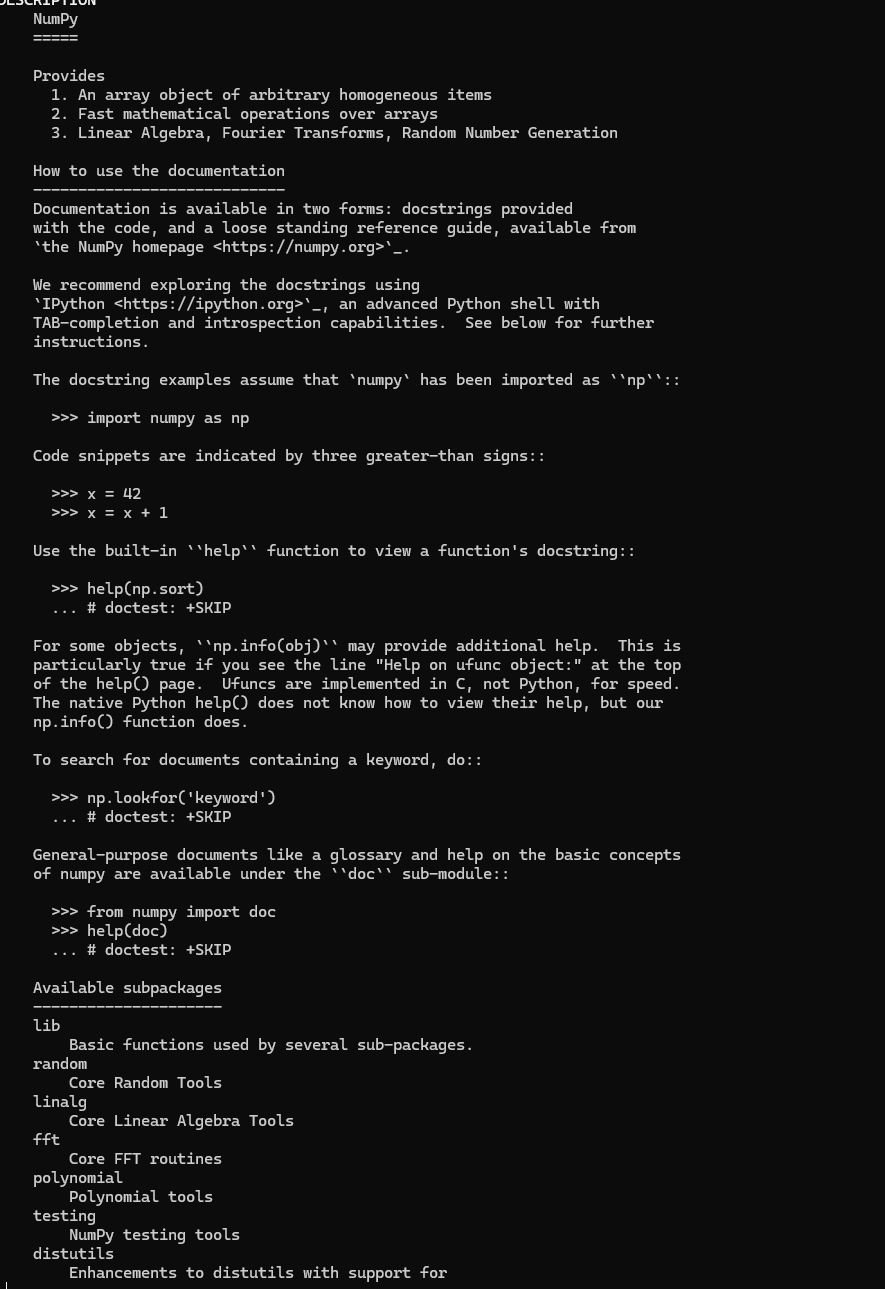 DESCRIPTION
NumPy
=====
Provides
1. An array object of arbitrary homogeneous items
2. Fast mathematical operations over arrays
3. Linear Algebra, Fourier Transforms, Random Number Generation
How to use the documentation
----------------------------
Documentation is available in two forms: docstrings provided
with the code, and a loose standing reference guide, available from
`the NumPy homepage <https://numpy.org>`_.
We recommend exploring the docstrings using
`IPython <https://ipython.org>`_, an advanced Python shell with
TAB-completion and introspection capabilities.  See below for further
instructions.
The docstring examples assume that `numpy` has been imported as ``np``::
>>> import numpy as np
Code snippets are indicated by three greater-than signs::
>>> x = 42
>>> x = x + 1
Use the built-in ``help`` function to view a function's docstring::
>>> help(np.sort)
... # doctest: +SKIP
For some objects, ``np.info(obj)`` may provide additional help.  This is
particularly true if you see the line "Help on ufunc object:" at the top
of the help() page.  Ufuncs are implemented in C, not Python, for speed.
The native Python help() does not know how to view their help, but our
np.info() function does.
To search for documents containing a keyword, do::
>>> np.lookfor('keyword')
... # doctest: +SKIP
General-purpose documents like a glossary and help on the basic concepts
of numpy are available under the ``doc`` sub-module::
>>> from numpy import doc
>>> help(doc)
... # doctest: +SKIP
Available subpackages
---------------------
lib
Basic functions used by several sub-packages.
random
Core Random Tools
linalg
Core Linear Algebra Tools
fft
Core FFT routines
polynomial
Polynomial tools
testing
NumPy testing tools
distutils
Enhancements to distutils with support for